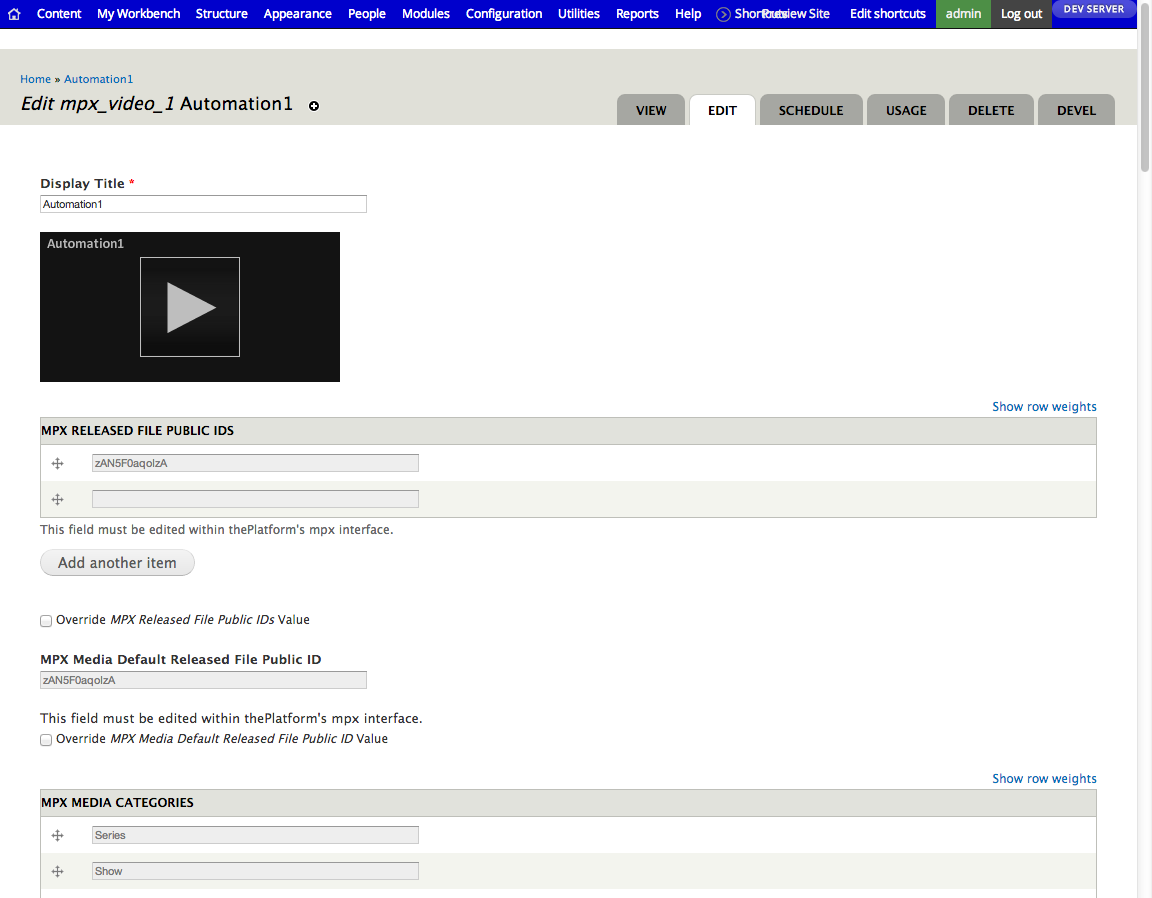 Content My Workbench Structure Appearance People Modules Configuration Utilities Reports Help Shortcuts Preview Site Edit shortcuts admin Log out DEV SERVER
Home » Automation1
Edit mpx_video_1 Automation1
VIEW EDIT SCHEDULE USAGE DELETE DEVEL
Display Title *
Automation1
Automation1
Show row weights
MPX RELEASED FILE PUBLIC IDS
zAN5F0aqolzA
This field must be edited within thePlatform's mpx interface.
Add another item
Override MPX Released File Public IDs Value
MPX Media Default Released File Public ID
zAN5F0aqolzA
This field must be edited within thePlatform's mpx interface.
Override MPX Media Default Released File Public ID Value
Show row weights
MPX MEDIA CATEGORIES
Series
Show